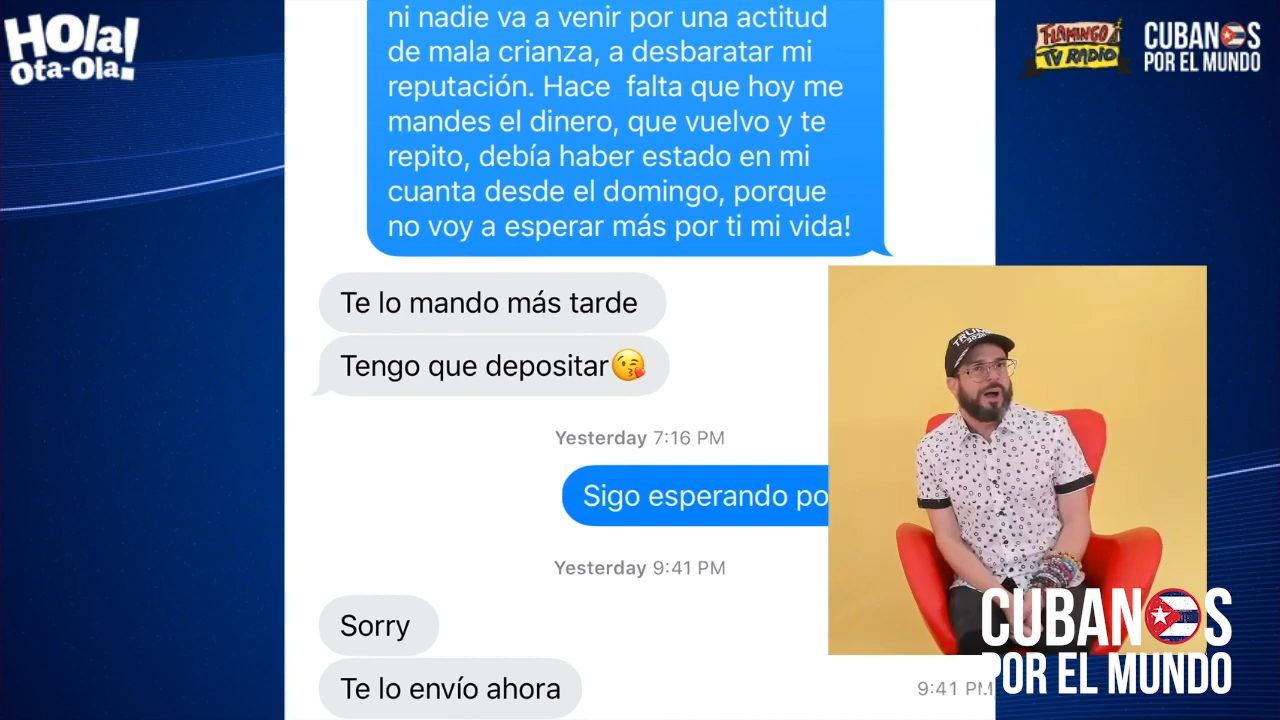 HOla!
Ota-Ola!
FLAMINGO
TV RADIO
CUBANOS
POR EL MUNDO
ni nadie va a venir por una actitud
de mala crianza, a desbaratar mi
reputación. Hace  falta que hoy me
mandes el dinero, que vuelvo y te
repito, debía haber estado en mi
cuanta desde el domingo, porque
no voy a esperar más por ti mi vida!
Te lo mando más tarde
Tengo que depositar😘
Yesterday 7:16 PM
Sigo esperando po
Yesterday 9:41 PM
Sorry
Te lo envío ahora
9:41 PM
TRUMP
CUBANOS
POR EL MUNDO